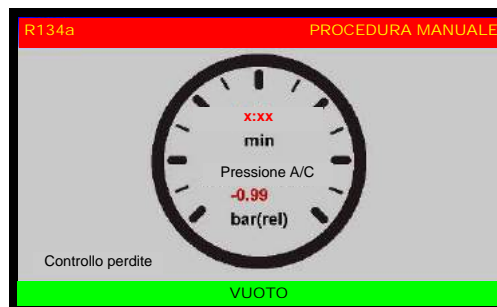 R134a PROCEDURA MANUALE
x:xx
min
Pressione A/C
-0.99
bar(rel)
Controllo perdite
VUOTO